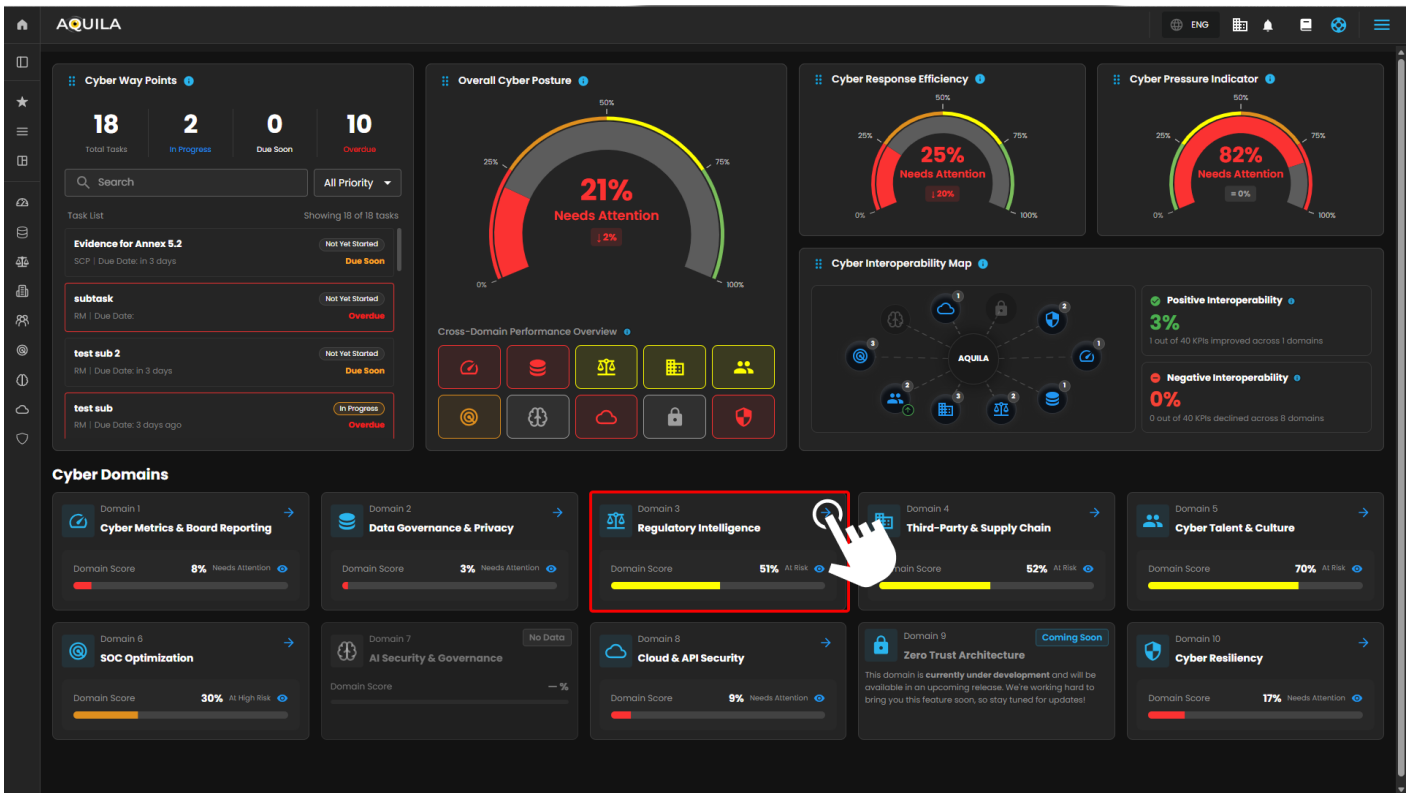 AQUILA
ENG
Cyber Way Points
18
2
0
10
Total Tasks
In Progress
Due Soon
Overdue
Search
All Priority
Task List
Showing 18 of 18 tasks
Evidence for Annex 5.2
Not Yet Started
SCP | Due Date: in 3 days
Due Soon
subtask
Not Yet Started
RM | Due Date:
Overdue
test sub 2
Not Yet Started
RM | Due Date: in 3 days
Due Soon
test sub
In Progress
RM | Due Date: 3 days ago
Overdue
Overall Cyber Posture
50%
25%
75%
21%
Needs Attention
↓2%
0%
100%
Cross-Domain Performance Overview
Cyber Response Efficiency
50%
25%
75%
25%
Needs Attention
↓ 20%
0%
100%
Cyber Pressure Indicator
50%
25%
75%
82%
Needs Attention
= 0%
0%
100%
Cyber Interoperability Map
1
2
3
1
AQUILA
2
3
2
1
Positive Interoperability
3%
1 out of 40 KPIs improved across 1 domains
Negative Interoperability
0%
0 out of 40 KPIs declined across 8 domains
Cyber Domains
Domain 1
Cyber Metrics & Board Reporting
Domain Score
8% Needs Attention
Domain 2
Data Governance & Privacy
Domain Score
3% Needs Attention
Domain 3
Regulatory Intelligence
Domain Score
51% At Risk
Domain 4
Third-Party & Supply Chain
main Score
52% At Risk
Domain 5
Cyber Talent & Culture
Domain Score
70% At Risk
Domain 6
SOC Optimization
Domain Score
30% At High Risk
Domain 7
No Data
AI Security & Governance
Domain Score
— %
Domain 8
Cloud & API Security
Domain Score
9% Needs Attention
Domain 9
Coming Soon
Zero Trust Architecture
This domain is currently under development and will be
available in an upcoming release. We're working hard to
bring you this feature soon, so stay tuned for updates!
Domain 10
Cyber Resiliency
Domain Score
17% Needs Attention